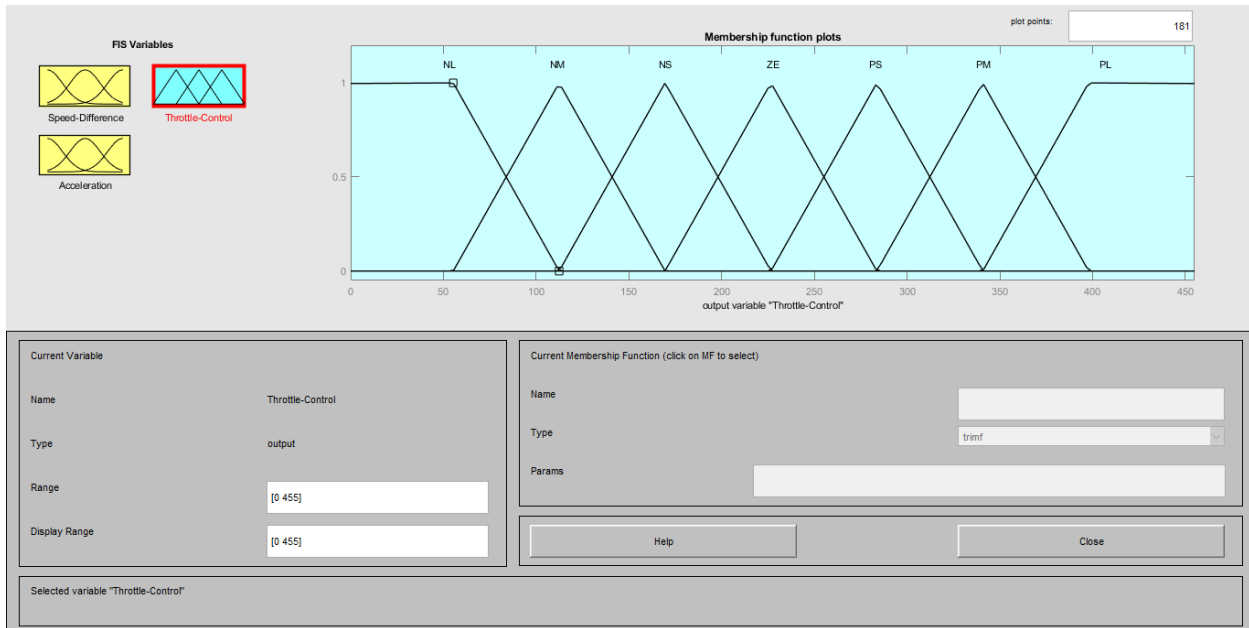 FIS Variables
Speed-Difference
Throttle-Control
Acceleration
plot points:
181
Membership function plots
NL NM NS ZE PS PM PL
1
0.5
0
0 50 100 150 200 250 300 350 400 450
output variable "Throttle-Control"
Current Variable
Name Throttle-Control
Type output
Range [0 455]
Display Range [0 455]
Current Membership Function (click on MF to select)
Name
Type trimf
Params
Help Close
Selected variable "Throttle-Control"